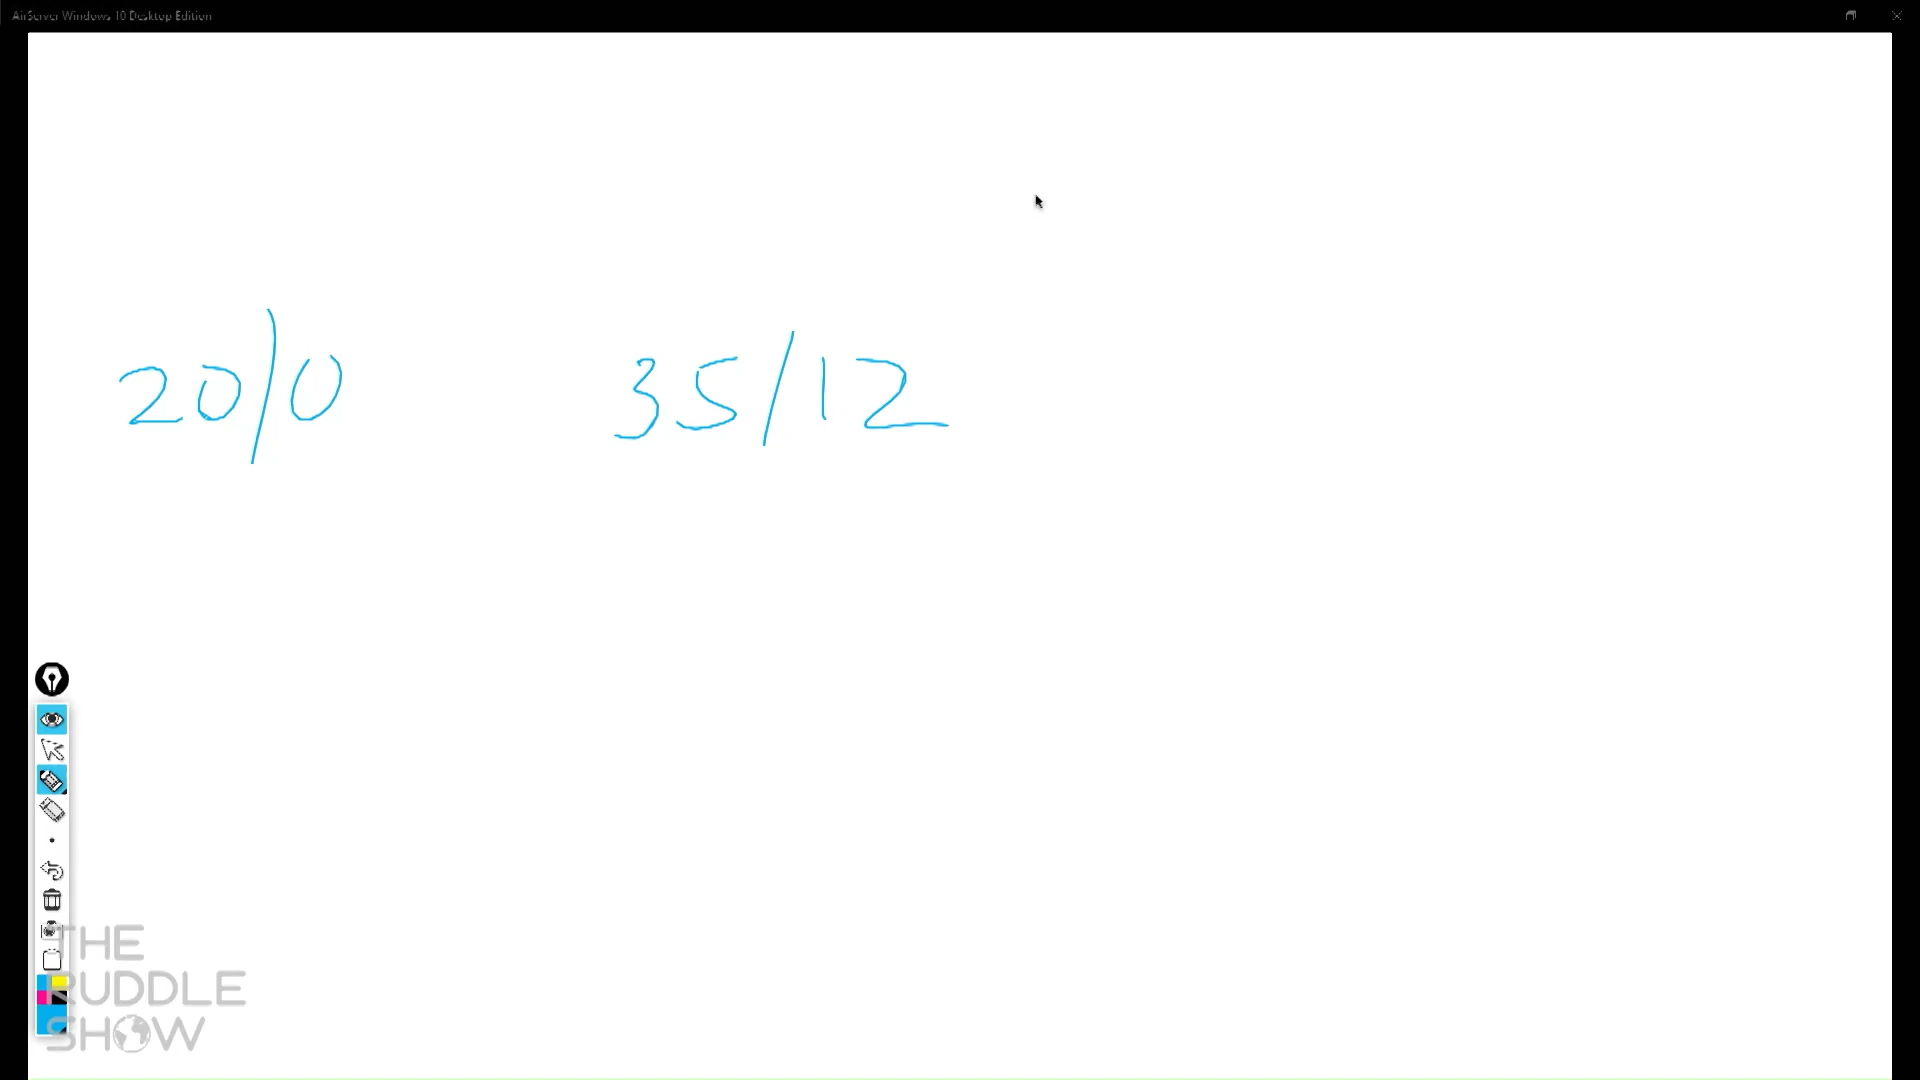 AirServer Windows 10 Desktop Edition
20/0 35/12
THE
RUDDLE
SHOW